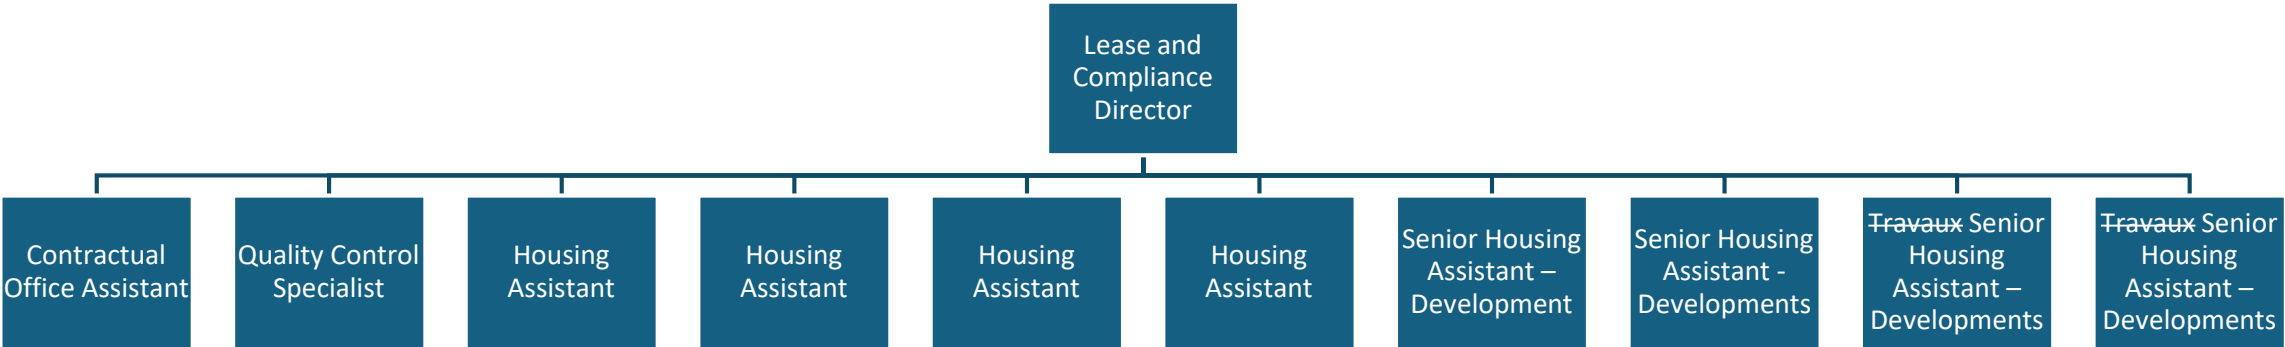 Lease and
Compliance
Director
Contractual
Office Assistant
Quality Control
Specialist
Housing
Assistant
Housing
Assistant
Housing
Assistant
Housing
Assistant
Senior Housing
Assistant –
Development
Senior Housing
Assistant -
Developments
Travaux Senior
Housing
Assistant –
Developments
Travaux Senior
Housing
Assistant –
Developments